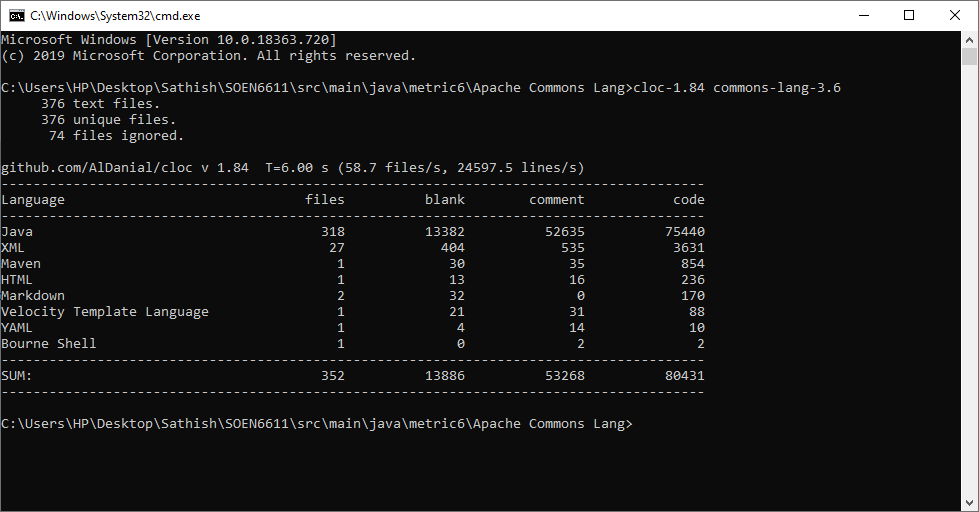 C:\Windows\System32\cmd.exe
Microsoft Windows [Version 10.0.18363.720]
(c) 2019 Microsoft Corporation. All rights reserved.
C:\Users\HP\Desktop\Sathish\SOEN6611\src\main\java\metric6\Apache Commons Lang>cloc-1.84 commons-lang-3.6
376 text files.
376 unique files.
74 files ignored.
github.com/AlDanial/cloc v 1.84  T=6.00 s (58.7 files/s, 24597.5 lines/s)
----------------------------------------------------------------------------------------
Language files blank comment code
----------------------------------------------------------------------------------------
Java 318 13382 52635 75440
XML 27 404 535 3631
Maven 1 30 35 854
HTML 1 13 16 236
Markdown 2 32 0 170
Velocity Template Language 1 21 31 88
YAML 1 4 14 10
Bourne Shell 1 0 2 2
----------------------------------------------------------------------------------------
SUM: 352 13886 53268 80431
----------------------------------------------------------------------------------------
C:\Users\HP\Desktop\Sathish\SOEN6611\src\main\java\metric6\Apache Commons Lang>